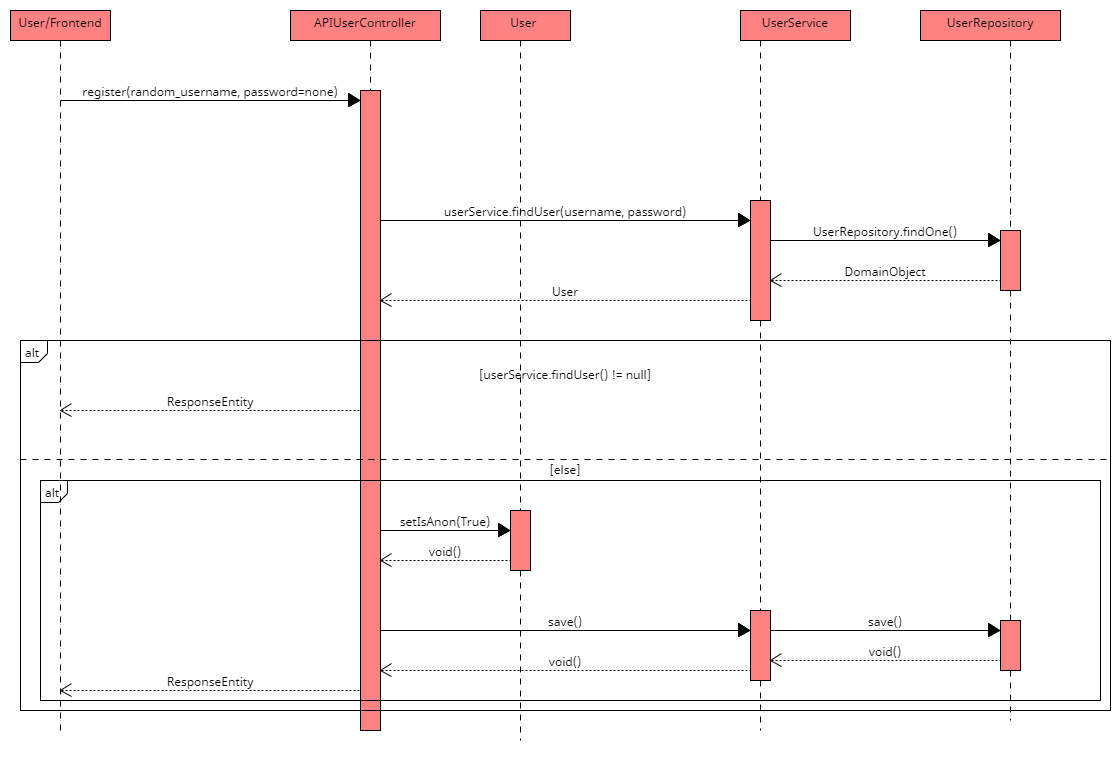 User/Frontend
APIUserController
User
UserService
UserRepository
register(random_username, password=none)
userService.findUser(username, password)
UserRepository.findOne()
DomainObject
User
alt
[userService.findUser() != null]
ResponseEntity
[else]
alt
setIsAnon(True)
void()
save()
save()
void()
void()
ResponseEntity